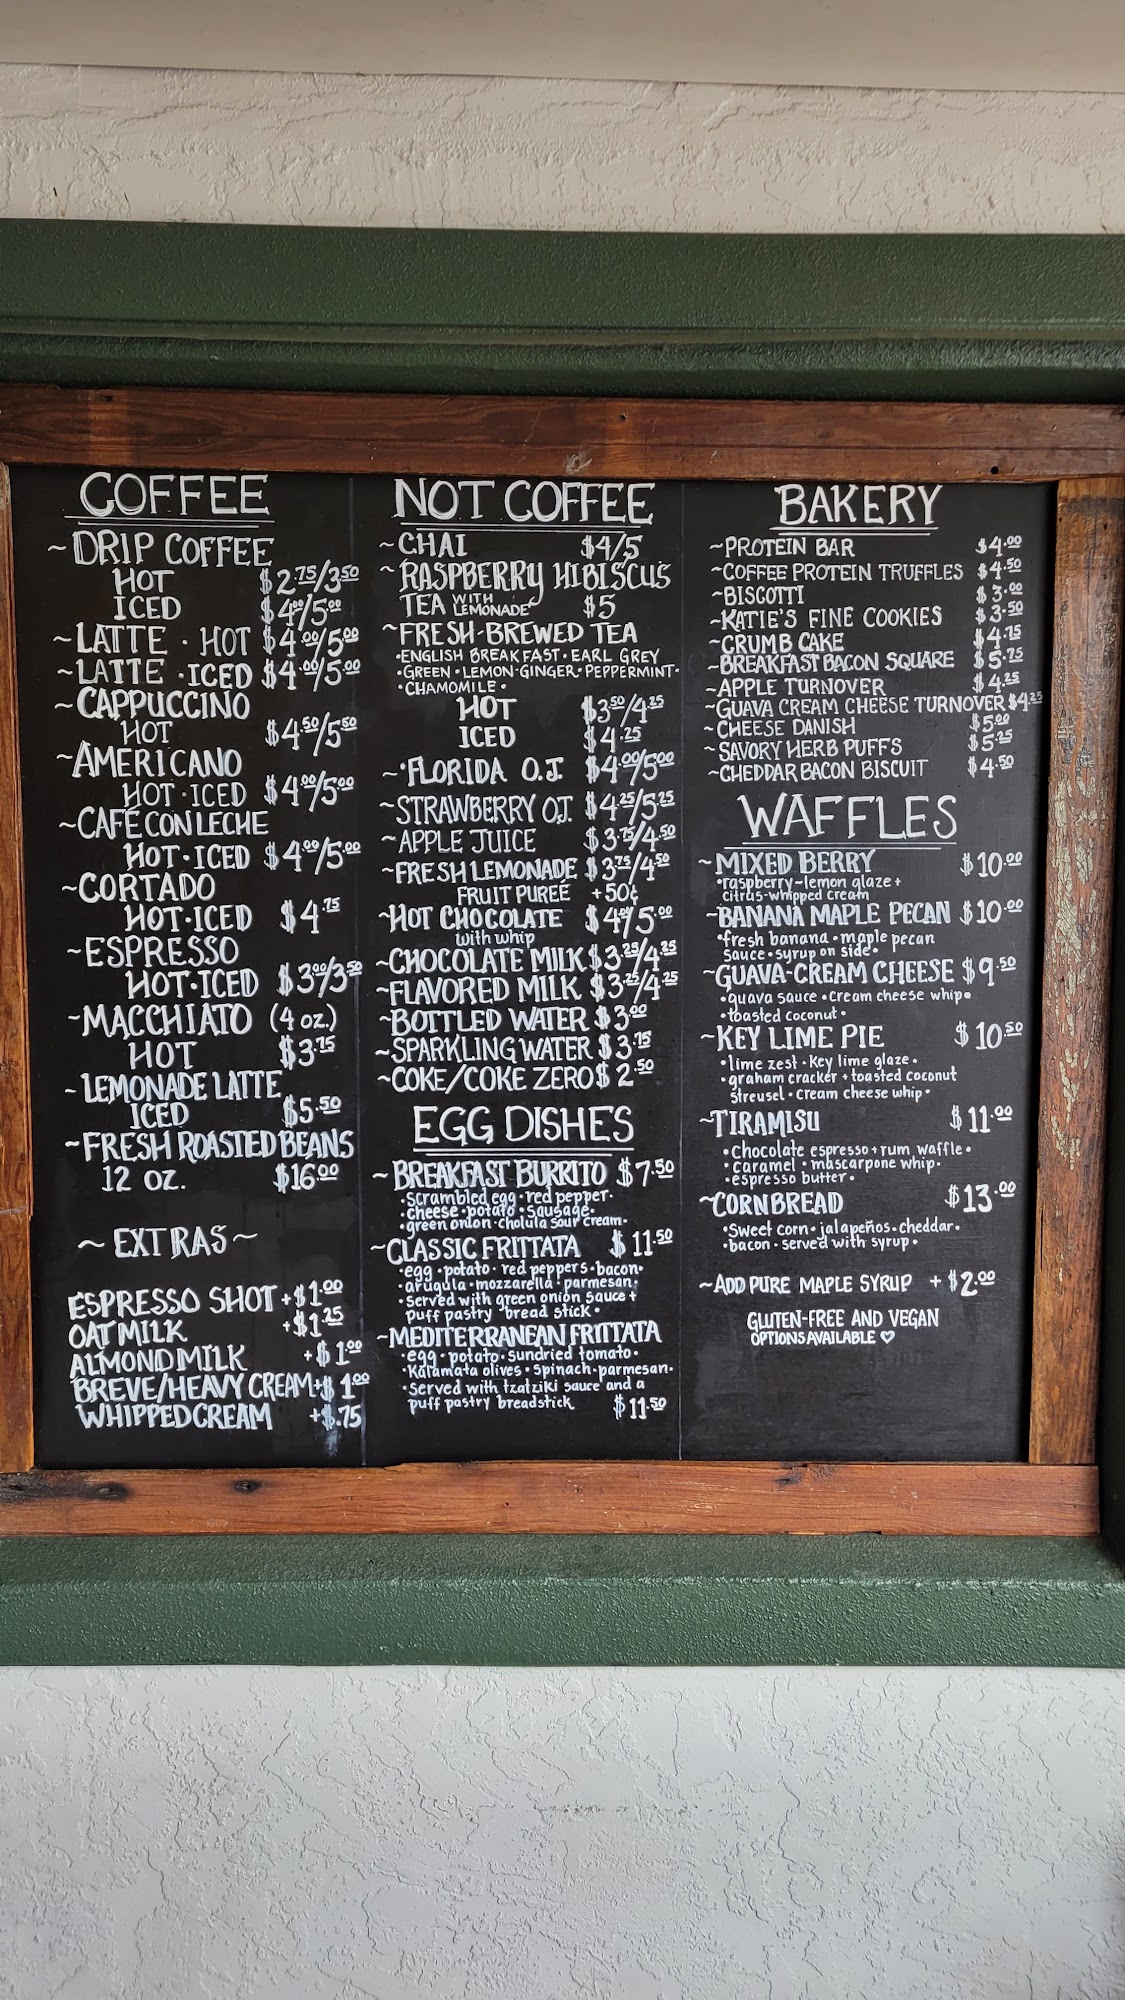 COFFEE
~DRIP COFFEE
HOT $2.75/3.50
ICED $4.00/5.00
~LATTE · HOT $4.00/5.00
~LATTE · ICED $4.00/5.00
~CAPPUCCINO
HOT $4.50/5.50
~AMERICANO
HOT · ICED $4.00/5.00
~CAFÉ CON LECHE
HOT · ICED $4.00/5.00
~CORTADO
HOT · ICED $4.75
~ESPRESSO
HOT · ICED $3.00/3.50
~MACCHIATO (4 oz.)
HOT $3.75
~LEMONADE LATTE
ICED $5.50
~FRESH ROASTED BEANS
12 OZ. $16.00
~EXTRAS~
ESPRESSO SHOT +$1.00
OAT MILK +$1.25
ALMOND MILK +$1.00
BREVE/HEAVY CREAM +$1.00
WHIPPED CREAM +$.75
NOT COFFEE
~CHAI $4/5
~RASPBERRY HIBISCUS
TEA WITH LEMONADE $5
~FRESH-BREWED TEA
·ENGLISH BREAKFAST · EARL GREY
·GREEN · LEMON-GINGER · PEPPERMINT·
·CHAMOMILE·
HOT $3.50/4.25
ICED $4.25
~·FLORIDA O.J. $4.00/5.00
~STRAWBERRY O.J. $4.25/5.25
~APPLE JUICE $3.75/4.50
~FRESH LEMONADE $3.75/4.50
FRUIT PUREÉ +50¢
~HOT CHOCOLATE $4.00/5.00
with whip
~CHOCOLATE MILK $3.25/4.25
~FLAVORED MILK $3.25/4.25
~BOTTLED WATER $3.00
~SPARKLING WATER $3.75
~COKE/COKE ZERO $2.50
EGG DISHES
~BREAKFAST BURRITO $7.50
·Scrambled egg · red pepper·
·cheese · potato · sausage·
·green onion · cholula sour cream·
~CLASSIC FRITTATA $11.50
·egg · potato · red peppers · bacon·
·arugula · mozzarella · parmesan·
·Served with green onion sauce +
puff pastry bread stick·
~MEDITERRANEAN FRITTATA
·egg · potato · sundried tomato·
·Kalamata olives · spinach · parmesan·
·Served with tzatziki sauce and a
puff pastry breadstick $11.50
BAKERY
~PROTEIN BAR $4.00
~COFFEE PROTEIN TRUFFLES $4.50
~BISCOTTI $3.00
~KATIE'S FINE COOKIES $3.50
~CRUMB CAKE $4.75
~BREAKFAST BACON SQUARE $5.75
~APPLE TURNOVER $4.25
~GUAVA CREAM CHEESE TURNOVER $4.25
~CHEESE DANISH $5.00
~SAVORY HERB PUFFS $5.25
~CHEDDAR BACON BISCUIT $4.50
WAFFLES
~MIXED BERRY $10.00
·raspberry-lemon glaze +
citrus-whipped cream
~BANANA MAPLE PECAN $10.00
·fresh banana · maple pecan
Sauce · syrup on side·
~GUAVA-CREAM CHEESE $9.50
·guava sauce · cream cheese whip·
·toasted coconut·
~KEY LIME PIE $10.50
·lime zest · key lime glaze·
·graham cracker + toasted coconut
streusel · cream cheese whip·
~TIRAMISU $11.00
·Chocolate espresso + rum waffle·
·caramel · mascarpone whip·
·espresso butter·
~CORNBREAD $13.00
·Sweet corn · jalapeños · cheddar·
·bacon · served with syrup·
~ADD PURE MAPLE SYRUP +$2.00
GLUTEN-FREE AND VEGAN
OPTIONS AVAILABLE ♡